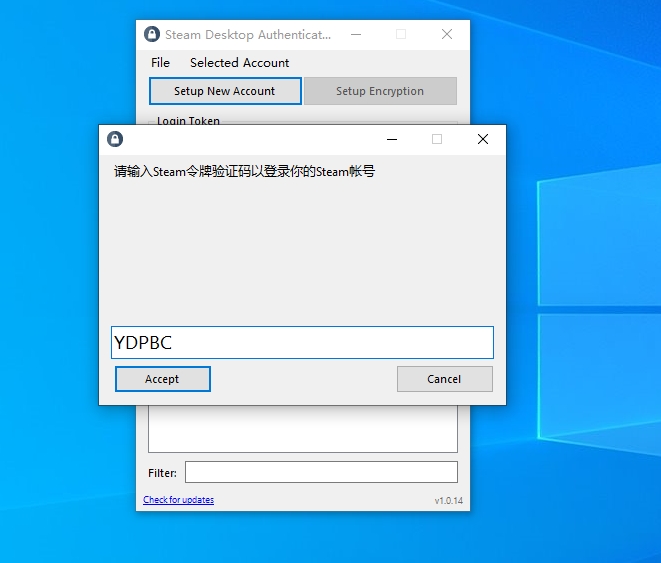 Steam Desktop Authenticat...
File Selected Account
Setup New Account Setup Encryption
Login Token
请输入Steam令牌验证码以登录你的Steam帐号
YDPBC
Accept Cancel
Filter:
Check for updates v1.0.14